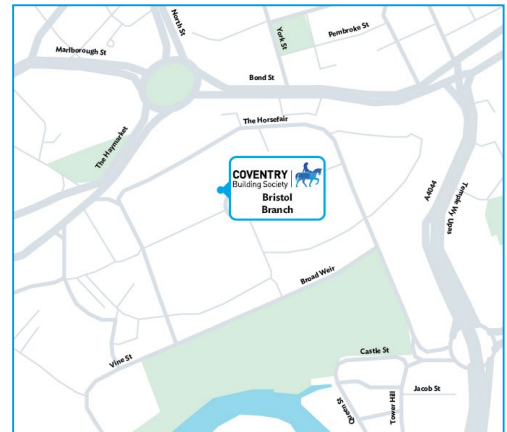 North St
York St
Pembroke St
Marlborough St
Bond St
The Horsefair
The Haymarket
COVENTRY
Building Society
Bristol
Branch
A4044
Temple Wy Upas
Broad Weir
Vine St
Castle St
Jacob St
Queen St
Tower Hill